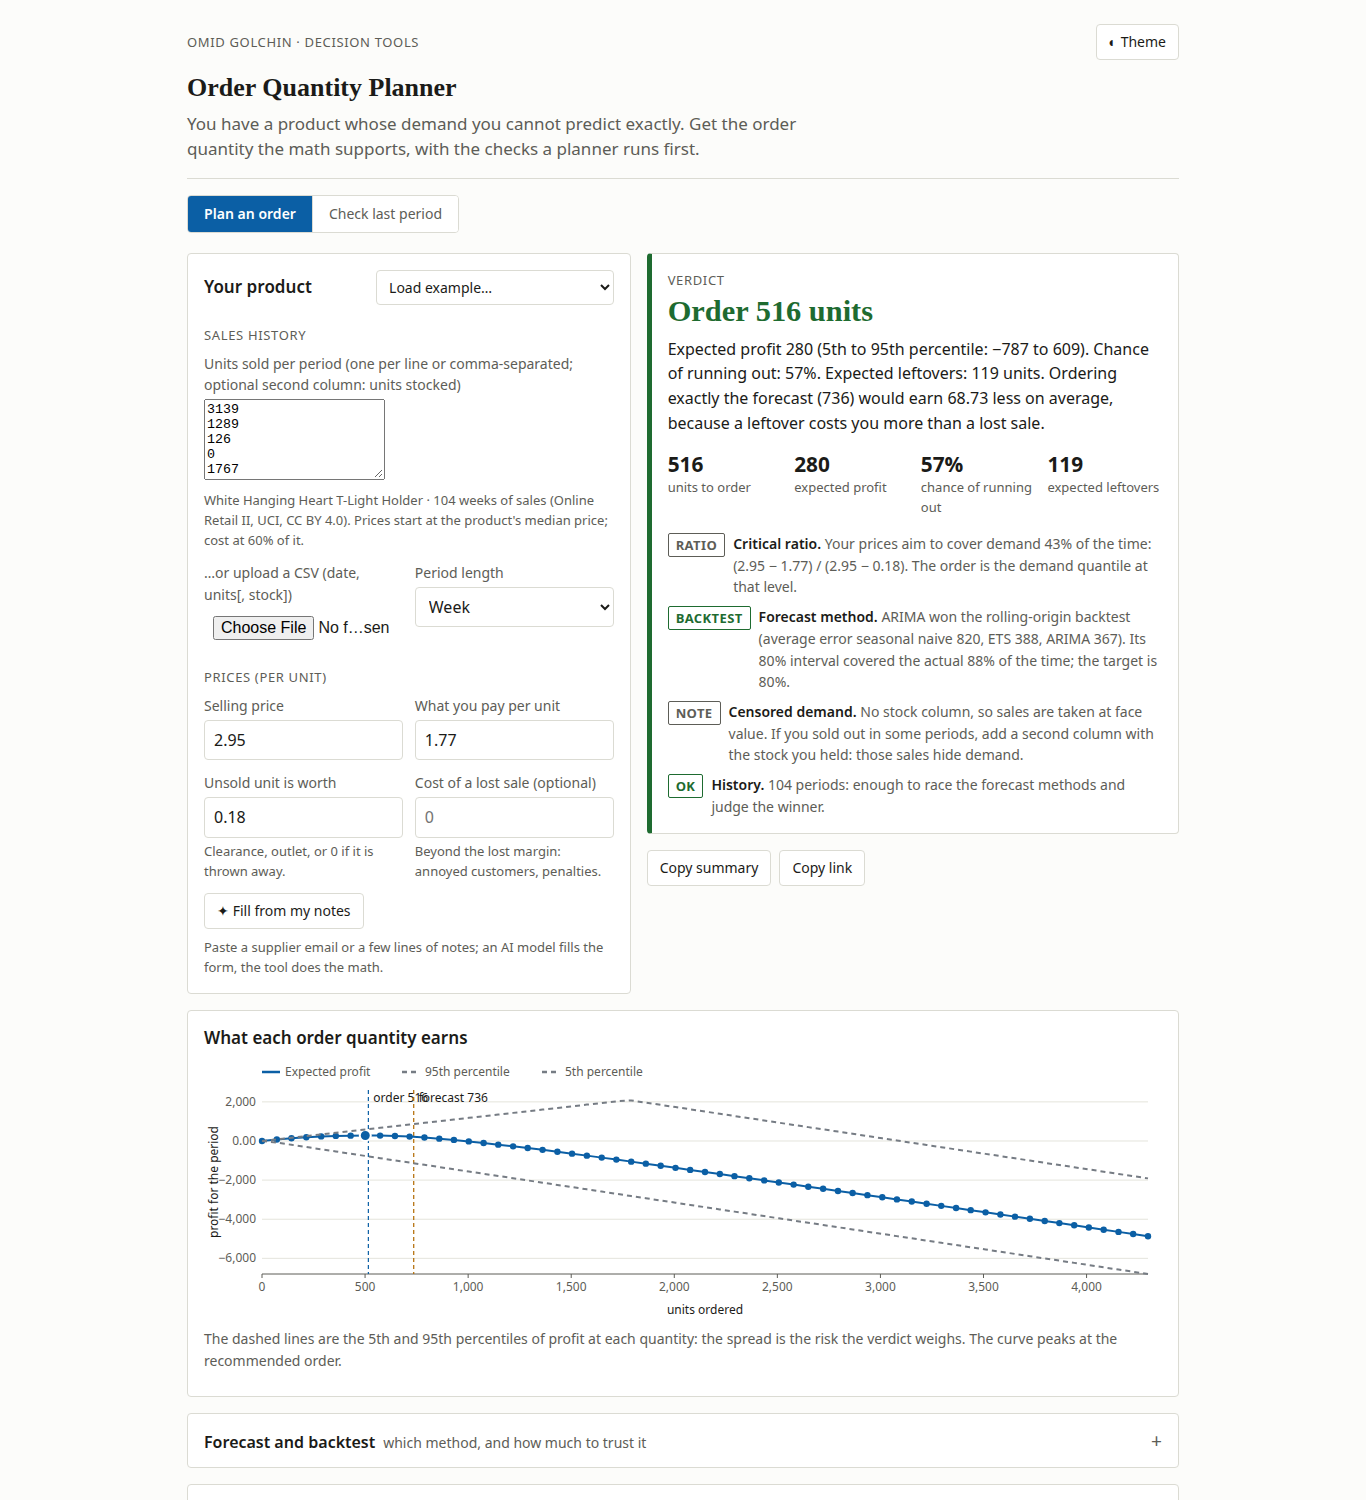 OMID GOLCHIN · DECISION TOOLS
Theme
Order Quantity Planner
You have a product whose demand you cannot predict exactly. Get the order
quantity the math supports, with the checks a planner runs first.
Plan an order
Check last period
Your product
Load example...
SALES HISTORY
Units sold per period (one per line or comma-separated;
optional second column: units stocked)
3139
1289
126
0
1767
White Hanging Heart T-Light Holder · 104 weeks of sales (Online
Retail II, UCI, CC BY 4.0). Prices start at the product's median price;
cost at 60% of it.
...or upload a CSV (date,
units[, stock])
Choose File No f…sen
Period length
Week
PRICES (PER UNIT)
Selling price
2.95
What you pay per unit
1.77
Unsold unit is worth
0.18
Clearance, outlet, or 0 if it is
thrown away.
Cost of a lost sale (optional)
0
Beyond the lost margin:
annoyed customers, penalties.
✦ Fill from my notes
Paste a supplier email or a few lines of notes; an AI model fills the
form, the tool does the math.
VERDICT
Order 516 units
Expected profit 280 (5th to 95th percentile: −787 to 609). Chance
of running out: 57%. Expected leftovers: 119 units. Ordering
exactly the forecast (736) would earn 68.73 less on average,
because a leftover costs you more than a lost sale.
516
units to order
280
expected profit
57%
chance of running
out
119
expected leftovers
RATIO Critical ratio. Your prices aim to cover demand 43% of the time:
(2.95 − 1.77) / (2.95 − 0.18). The order is the demand quantile at
that level.
BACKTEST Forecast method. ARIMA won the rolling-origin backtest
(average error seasonal naive 820, ETS 388, ARIMA 367). Its
80% interval covered the actual 88% of the time; the target is
80%.
NOTE Censored demand. No stock column, so sales are taken at face
value. If you sold out in some periods, add a second column with
the stock you held: those sales hide demand.
OK History. 104 periods: enough to race the forecast methods and
judge the winner.
Copy summary
Copy link
What each order quantity earns
Expected profit
95th percentile
5th percentile
order 516
forecast 736
profit for the period
2,000
0.00
−2,000
−4,000
−6,000
0
500
1,000
1,500
2,000
2,500
3,000
3,500
4,000
units ordered
The dashed lines are the 5th and 95th percentiles of profit at each quantity: the spread is the risk the verdict weighs. The curve peaks at the
recommended order.
Forecast and backtest which method, and how much to trust it
+